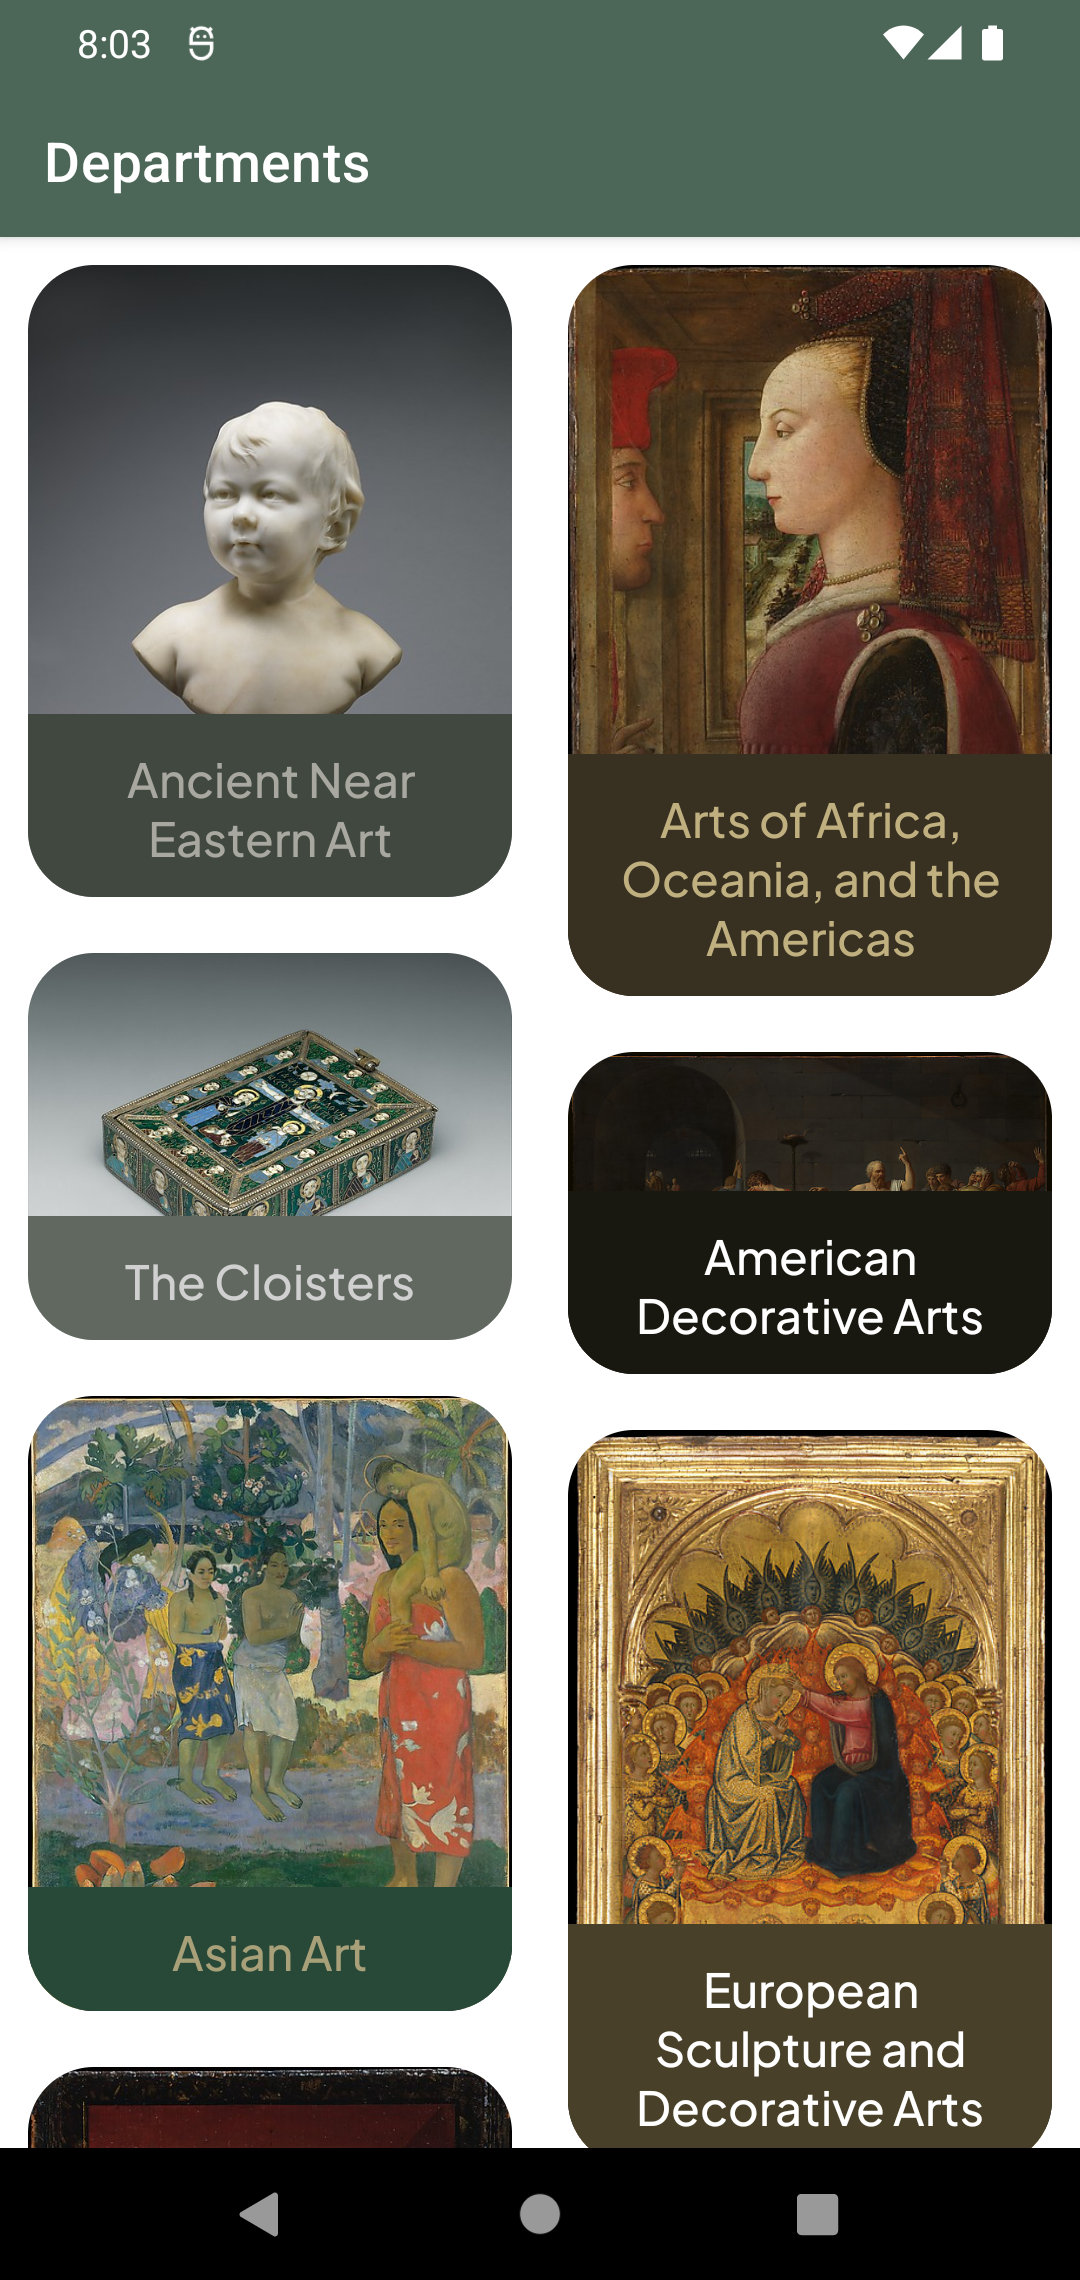 8:03
Departments
Ancient Near
Eastern Art
Arts of Africa,
Oceania, and the
Americas
The Cloisters
American
Decorative Arts
Asian Art
European
Sculpture and
Decorative Arts